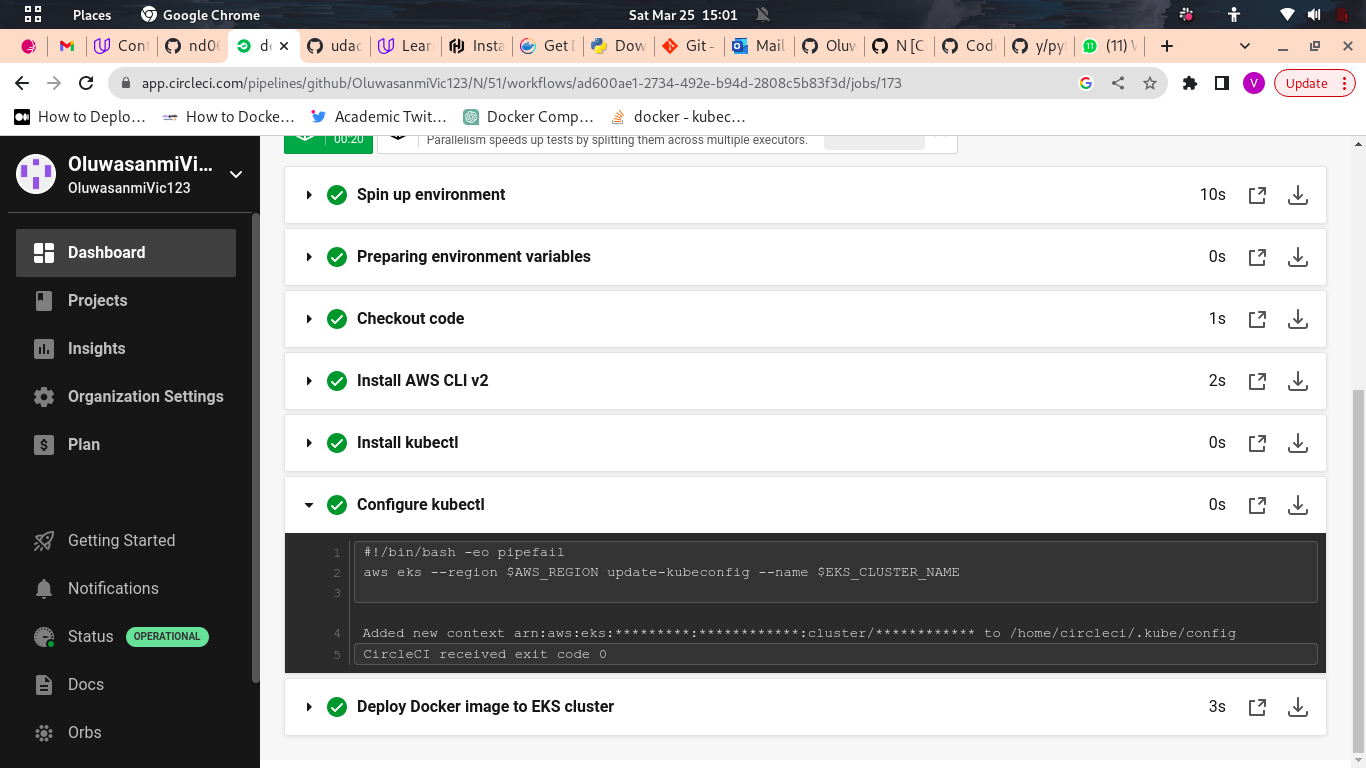 Places
Google Chrome
Sat Mar 25 15:01
Cont
nd0
de
udac
Lear
Insta
Get
Dow
Git -
Mail
Oluw
N [C
Cod
y/py
(11)
app.circleci.com/pipelines/github/OluwasanmiVic123/N/51/workflows/ad600ae1-2734-492e-b94d-2808c5b83f3d/jobs/173
V
Update
How to Deplo…
How to Docke…
Academic Twit…
Docker Comp…
docker - kubec…
OluwasanmiVi...
OluwasanmiVic123
Dashboard
Projects
Insights
Organization Settings
Plan
Getting Started
Notifications
Status OPERATIONAL
Docs
Orbs
00:20
Parallelism speeds up tests by splitting them across multiple executors.
Spin up environment 10s
Preparing environment variables 0s
Checkout code 1s
Install AWS CLI v2 2s
Install kubectl 0s
Configure kubectl 0s
1 #!/bin/bash -eo pipefail
2 aws eks --region $AWS_REGION update-kubeconfig --name $EKS_CLUSTER_NAME
3
4 Added new context arn:aws:eks:*********:************:cluster/************ to /home/circleci/.kube/config
5 CircleCI received exit code 0
Deploy Docker image to EKS cluster 3s